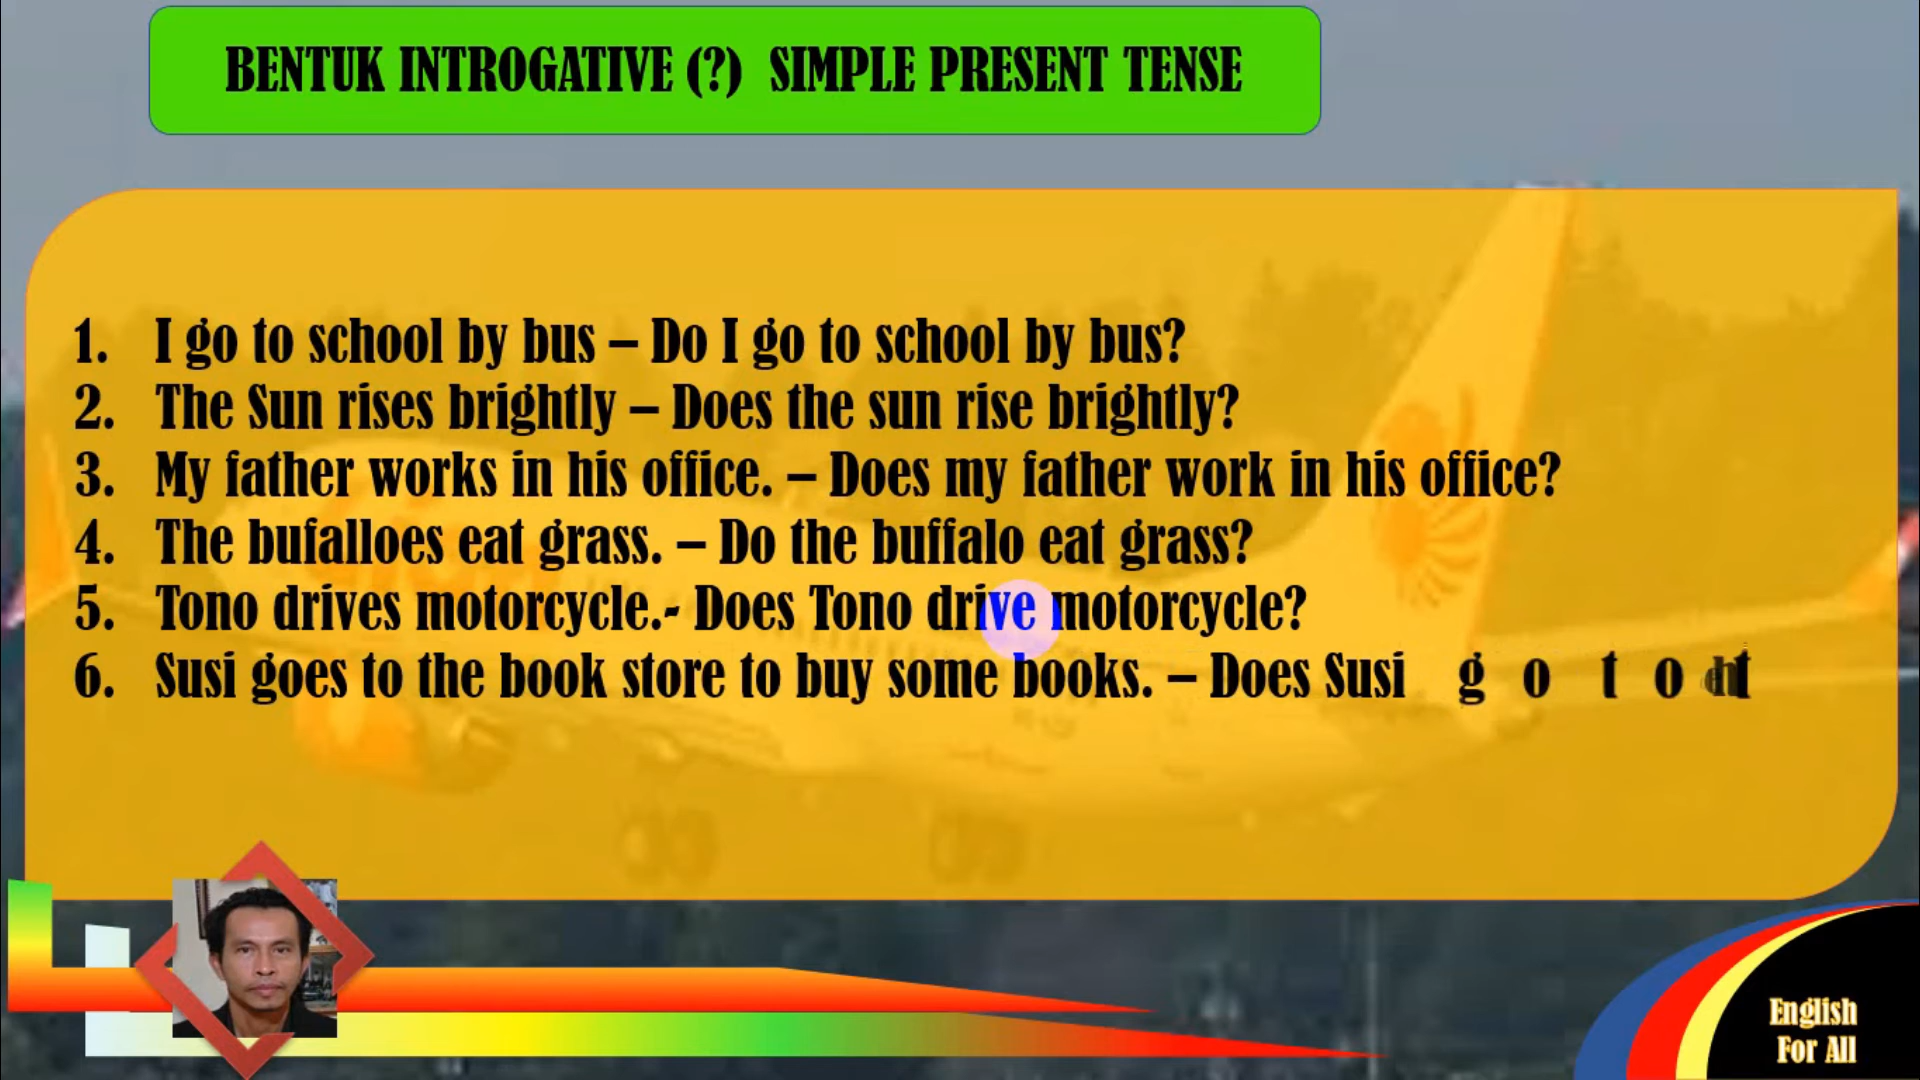 BENTUK INTROGATIVE (?) SIMPLE PRESENT TENSE
1. I go to school by bus – Do I go to school by bus?
2. The Sun rises brightly – Does the sun rise brightly?
3. My father works in his office. – Does my father work in his office?
4. The bufalloes eat grass. – Do the buffalo eat grass?
5. Tono drives motorcycle.- Does Tono drive motorcycle?
6. Susi goes to the book store to buy some books. – Does Susi g o t o
English
For All